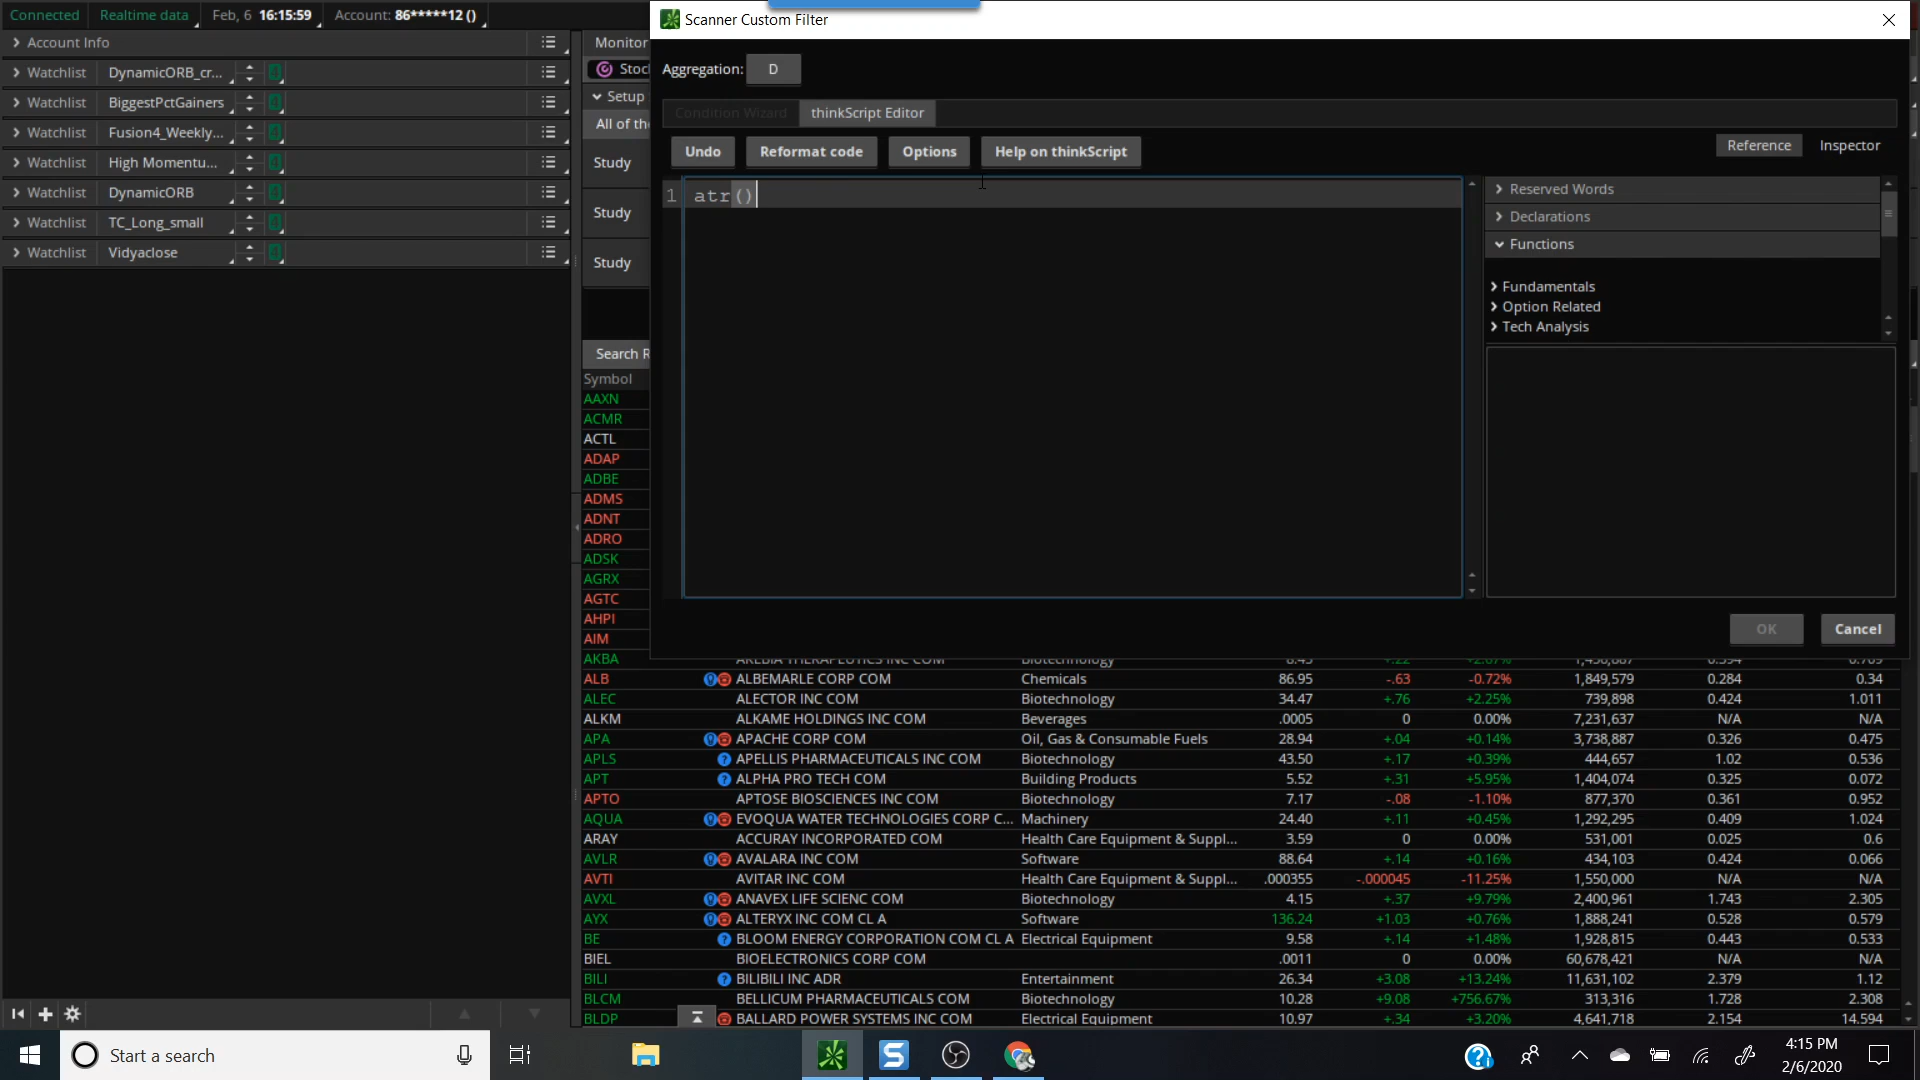 Connected Realtime data Feb, 6 16:15:59 Account: 86*****12 ()
Account Info
Watchlist DynamicORB_cr...
Watchlist BiggestPctGainers
Watchlist Fusion4_Weekly...
Watchlist High Momentu...
Watchlist DynamicORB
Watchlist TC_Long_small
Watchlist Vidyaclose
Monitor
Stoc
Setup
All of the
Study
Study
Study
Scanner Custom Filter
Aggregation: D
Condition Wizard thinkScript Editor
Undo Reformat code Options Help on thinkScript
Reference Inspector
1 atr()
Reserved Words
Declarations
Functions
Fundamentals
Option Related
Tech Analysis
OK Cancel
Search R
Symbol
AAXN
ACMR
ACTL
ADAP
ADBE
ADMS
ADNT
ADRO
ADSK
AGRX
AGTC
AHPI
AIM
AKBA AKEBIA THERAPEUTICS INC COM Biotechnology
ALB ALBEMARLE CORP COM Chemicals 86.95 -.63 -0.72% 1,849,579 0.284 0.34
ALEC ALECTOR INC COM Biotechnology 34.47 +.76 +2.25% 739,898 0.424 1.011
ALKM ALKAME HOLDINGS INC COM Beverages .0005 0 0.00% 7,231,637 N/A N/A
APA APACHE CORP COM Oil, Gas & Consumable Fuels 28.94 +.04 +0.14% 3,738,887 0.326 0.475
APLS APELLIS PHARMACEUTICALS INC COM Biotechnology 43.50 +.17 +0.39% 444,657 1.02 0.536
APT ALPHA PRO TECH COM Building Products 5.52 +.31 +5.95% 1,404,074 0.325 0.072
APTO APTOSE BIOSCIENCES INC COM Biotechnology 7.17 -.08 -1.10% 877,370 0.361 0.952
AQUA EVOQUA WATER TECHNOLOGIES CORP C... Machinery 24.40 +.11 +0.45% 1,292,295 0.409 1.024
ARAY ACCURAY INCORPORATED COM Health Care Equipment & Suppl... 3.59 0 0.00% 531,001 0.025 0.6
AVLR AVALARA INC COM Software 88.64 +.14 +0.16% 434,103 0.424 0.066
AVTI AVITAR INC COM Health Care Equipment & Suppl... .000355 -.000045 -11.25% 1,550,000 N/A N/A
AVXL ANAVEX LIFE SCIENC COM Biotechnology 4.15 +.37 +9.79% 2,400,961 1.743 2.305
AYX ALTERYX INC COM CL A Software 136.24 +1.03 +0.76% 1,888,241 0.528 0.579
BE BLOOM ENERGY CORPORATION COM CL A Electrical Equipment 9.58 +.14 +1.48% 1,928,815 0.443 0.533
BIEL BIOELECTRONICS CORP COM .0011 0 0.00% 60,678,421 N/A N/A
BILI BILIBILI INC ADR Entertainment 26.34 +3.08 +13.24% 11,631,102 2.379 1.12
BLCM BELLICUM PHARMACEUTICALS COM Biotechnology 10.28 +9.08 +756.67% 313,316 1.728 2.308
BLDP BALLARD POWER SYSTEMS INC COM Electrical Equipment 10.97 +.34 +3.20% 4,641,718 2.154 14.594
Start a search
4:15 PM
2/6/2020